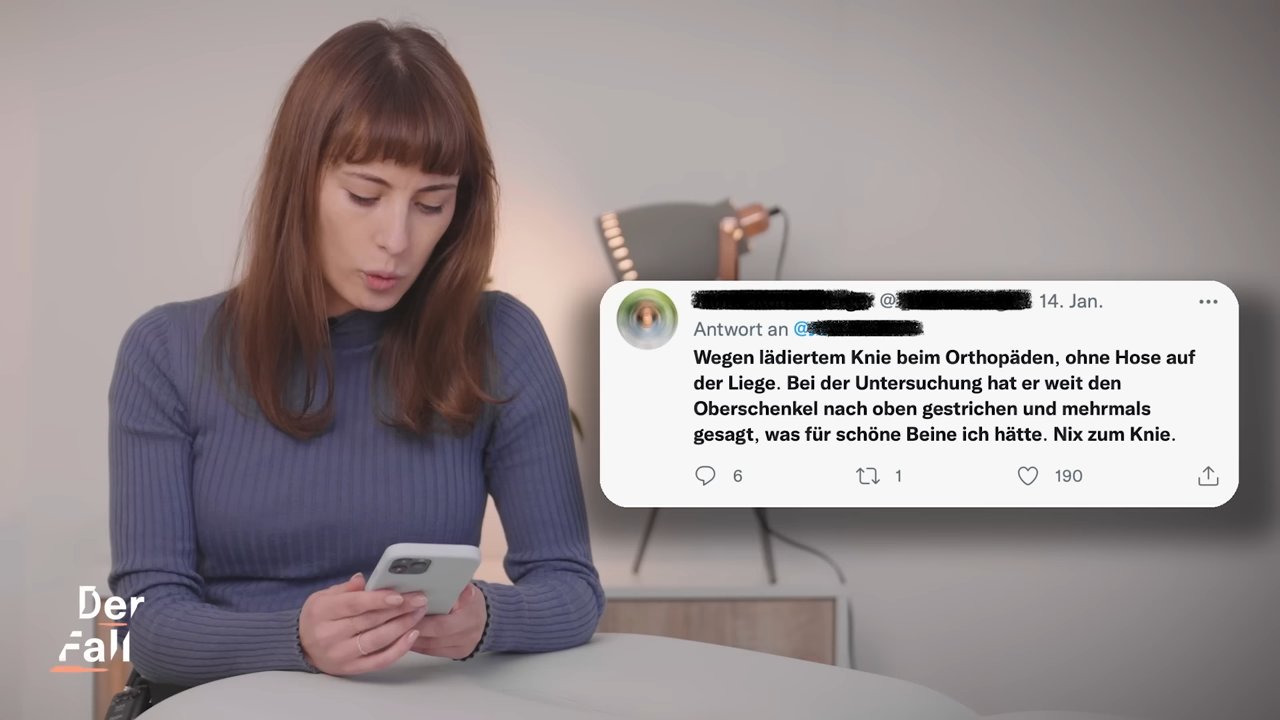 @ 14. Jan.
Antwort an @
Wegen lädiertem Knie beim Orthopäden, ohne Hose auf
der Liege. Bei der Untersuchung hat er weit den
Oberschenkel nach oben gestrichen und mehrmals
gesagt, was für schöne Beine ich hätte. Nix zum Knie.
6 1 190
Der
Fall